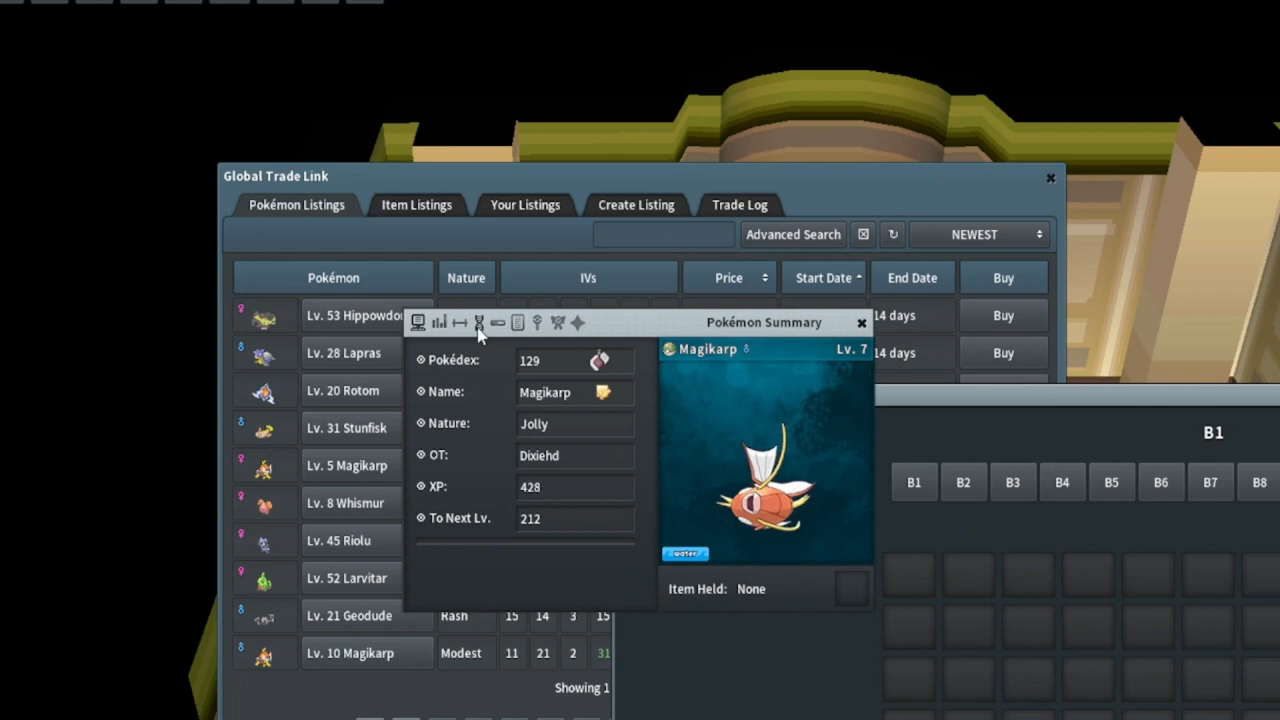 Global Trade Link
Pokémon Listings Item Listings Your Listings Create Listing Trade Log
Advanced Search NEWEST
Pokémon Nature IVs Price Start Date End Date Buy
Lv. 53 Hippowdo 14 days Buy
Lv. 28 Lapras 14 days Buy
Lv. 20 Rotom
Lv. 31 Stunfisk
Lv. 5 Magikarp
Lv. 8 Whismur
Lv. 45 Riolu
Lv. 52 Larvitar
Lv. 21 Geodude Rash 15 14 3 15
Lv. 10 Magikarp Modest 11 21 2 31
Showing 1
Pokémon Summary
Pokédex: 129
Name: Magikarp
Nature: Jolly
OT: Dixiehd
XP: 428
To Next Lv. 212
Magikarp Lv. 7
water
Item Held: None
B1
B1 B2 B3 B4 B5 B6 B7 B8